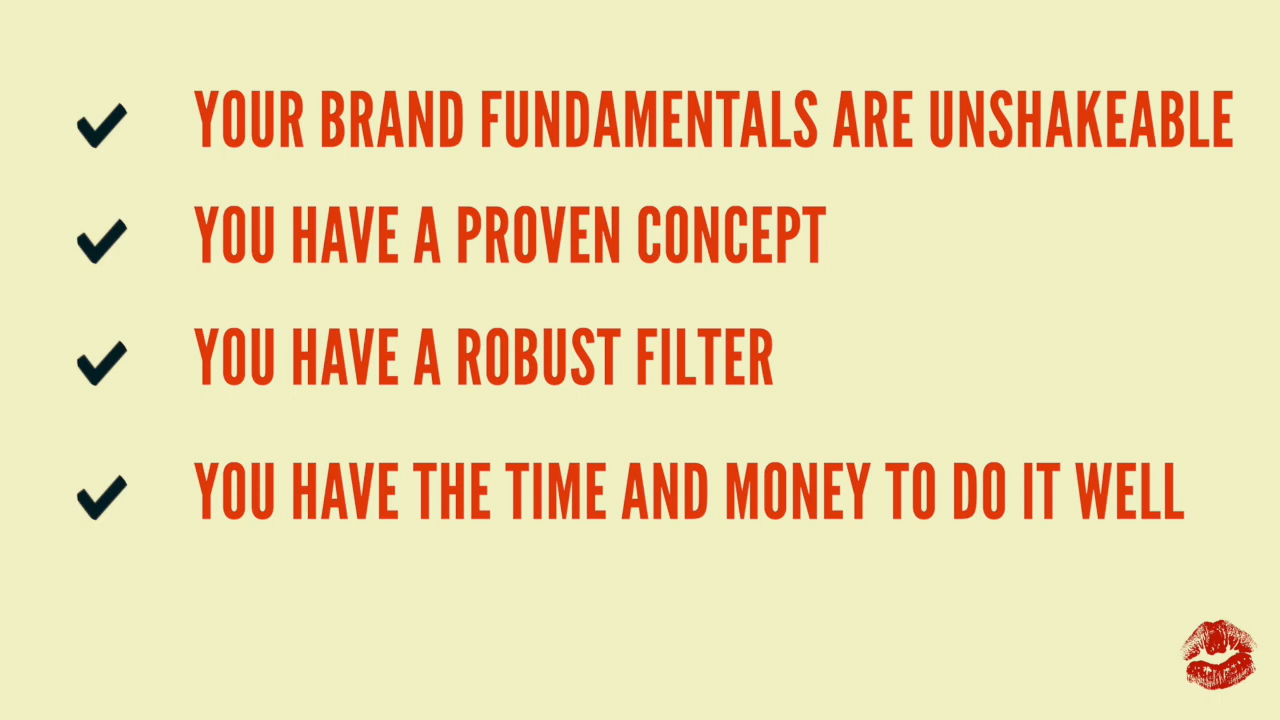 YOUR BRAND FUNDAMENTALS ARE UNSHAKEABLE
YOU HAVE A PROVEN CONCEPT
YOU HAVE A ROBUST FILTER
YOU HAVE THE TIME AND MONEY TO DO IT WELL